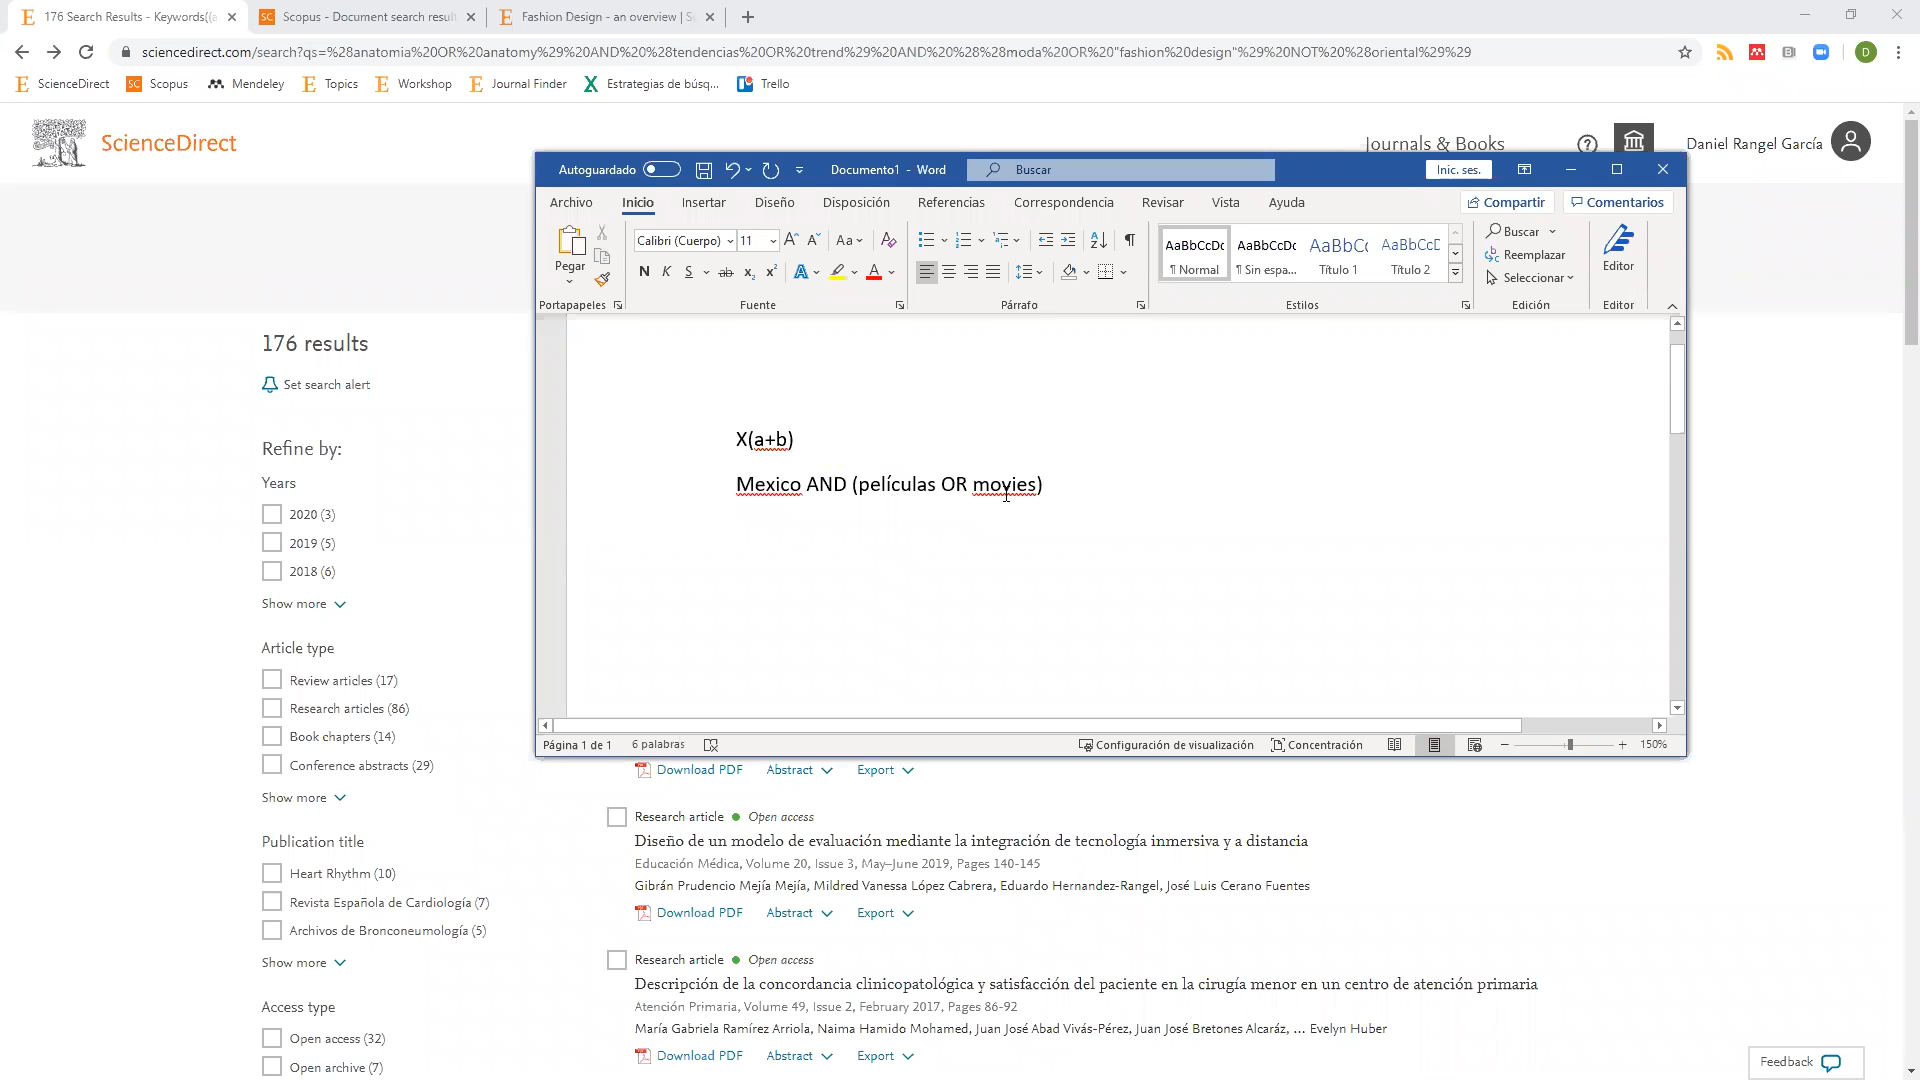 176 Search Results - Keywords((a
Scopus - Document search result
Fashion Design - an overview | S
sciencedirect.com/search?qs=%28anatomia%20OR%20anatomy%29%20AND%20%28tendencias%20OR%20trend%29%20AND%20%28%28moda%20OR%20"fashion%20design"%29%20NOT%20%28oriental%29%29
D
ScienceDirect
Scopus
Mendeley
Topics
Workshop
Journal Finder
Estrategias de búsq...
Trello
ScienceDirect
Journals & Books
Daniel Rangel García
Autoguardado
Documento1 - Word
Buscar
Inic. ses.
Archivo
Inicio
Insertar
Diseño
Disposición
Referencias
Correspondencia
Revisar
Vista
Ayuda
Compartir
Comentarios
Pegar
Calibri (Cuerpo)
11
Aa
N K S ab x₂ x²
AaBbCcDc AaBbCcDc AaBbCc AaBbCcD
¶ Normal
¶ Sin espa...
Título 1
Título 2
Buscar
Reemplazar
Seleccionar
Editor
Portapapeles
Fuente
Párrafo
Estilos
Edición
Editor
X(a+b)
Mexico AND (películas OR movies)
Página 1 de 1
6 palabras
Configuración de visualización
Concentración
150%
176 results
Set search alert
Refine by:
Years
2020 (3)
2019 (5)
2018 (6)
Show more
Article type
Review articles (17)
Research articles (86)
Book chapters (14)
Conference abstracts (29)
Show more
Publication title
Heart Rhythm (10)
Revista Española de Cardiología (7)
Archivos de Bronconeumología (5)
Show more
Access type
Open access (32)
Open archive (7)
Download PDF
Abstract
Export
Research article
Open access
Diseño de un modelo de evaluación mediante la integración de tecnología inmersiva y a distancia
Educación Médica, Volume 20, Issue 3, May–June 2019, Pages 140-145
Gibrán Prudencio Mejía Mejía, Mildred Vanessa López Cabrera, Eduardo Hernandez-Rangel, José Luis Cerano Fuentes
Download PDF
Abstract
Export
Research article
Open access
Descripción de la concordancia clinicopatológica y satisfacción del paciente en la cirugía menor en un centro de atención primaria
Atención Primaria, Volume 49, Issue 2, February 2017, Pages 86-92
María Gabriela Ramírez Arriola, Naima Hamido Mohamed, Juan José Abad Vivás-Pérez, Juan José Bretones Alcaráz, ... Evelyn Huber
Download PDF
Abstract
Export
Feedback